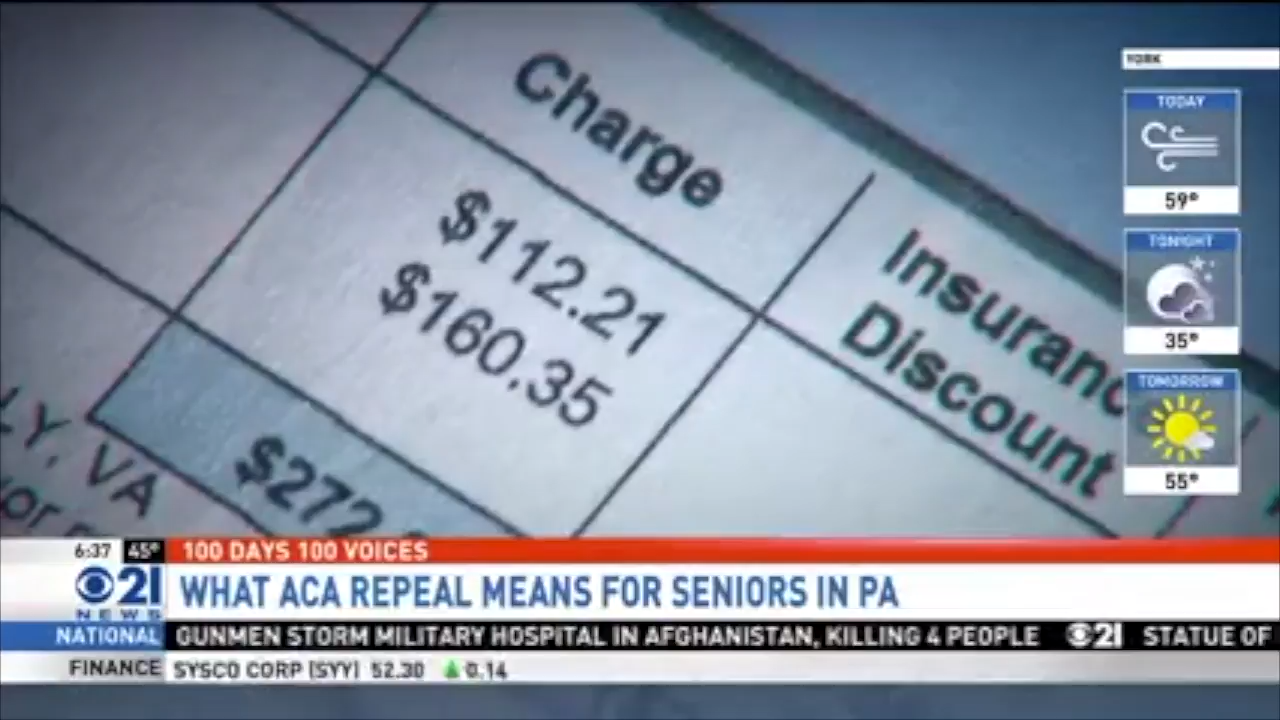 Charge
Insuranc
Discount
$112.21
$160.35
$272
LY, VA
YORK
TODAY
59°
TONIGHT
35°
TOMORROW
55°
6:37 45°
100 DAYS 100 VOICES
21
NEWS
WHAT ACA REPEAL MEANS FOR SENIORS IN PA
NATIONAL GUNMEN STORM MILITARY HOSPITAL IN AFGHANISTAN, KILLING 4 PEOPLE 21 STATUE OF
FINANCE SYSCO CORP (SYY) 52.30 0.14